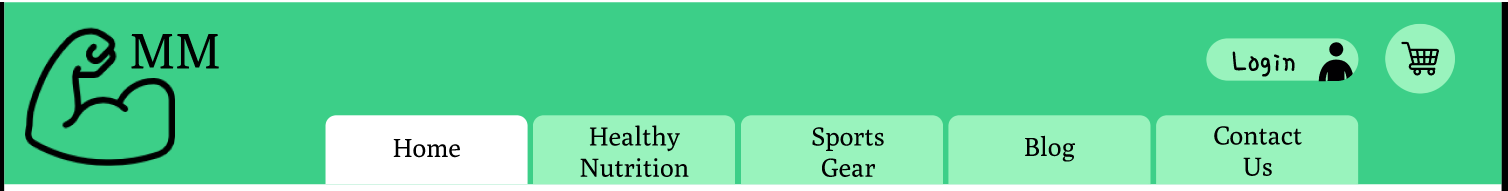 MM
Login
Home
Healthy
Nutrition
Sports
Gear
Blog
Contact
Us